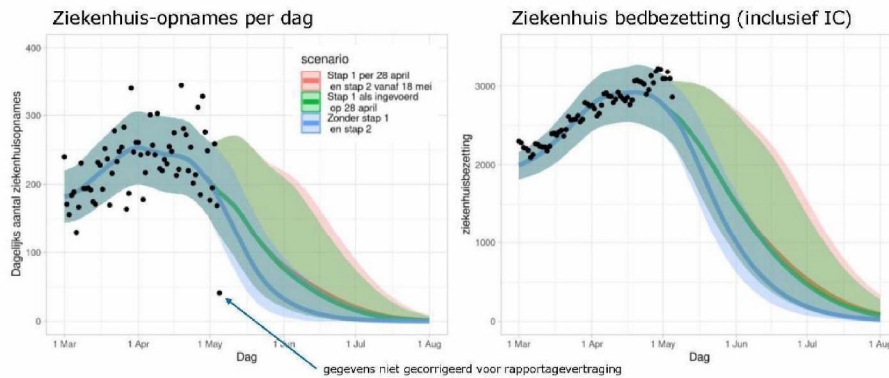 Ziekenhuis-opnames per dag
400
300
200
100
0
Dagelijks aantal ziekenhuisopnames
1 Mar
1 Apr
1 May
1 Jun
1 Jul
1 Aug
Dag
scenario
Stap 1 per 28 april
en stap 2 vanaf 18 mei
Stap 1 als ingevoerd
op 28 april
Zonder stap 1
en stap 2
Ziekenhuis bedbezetting (inclusief IC)
3000
2000
1000
0
ziekenhuisbezetting
1 Mar
1 Apr
1 May
1 Jun
1 Jul
1 Aug
Dag
gegevens niet gecorrigeerd voor rapportagevertraging